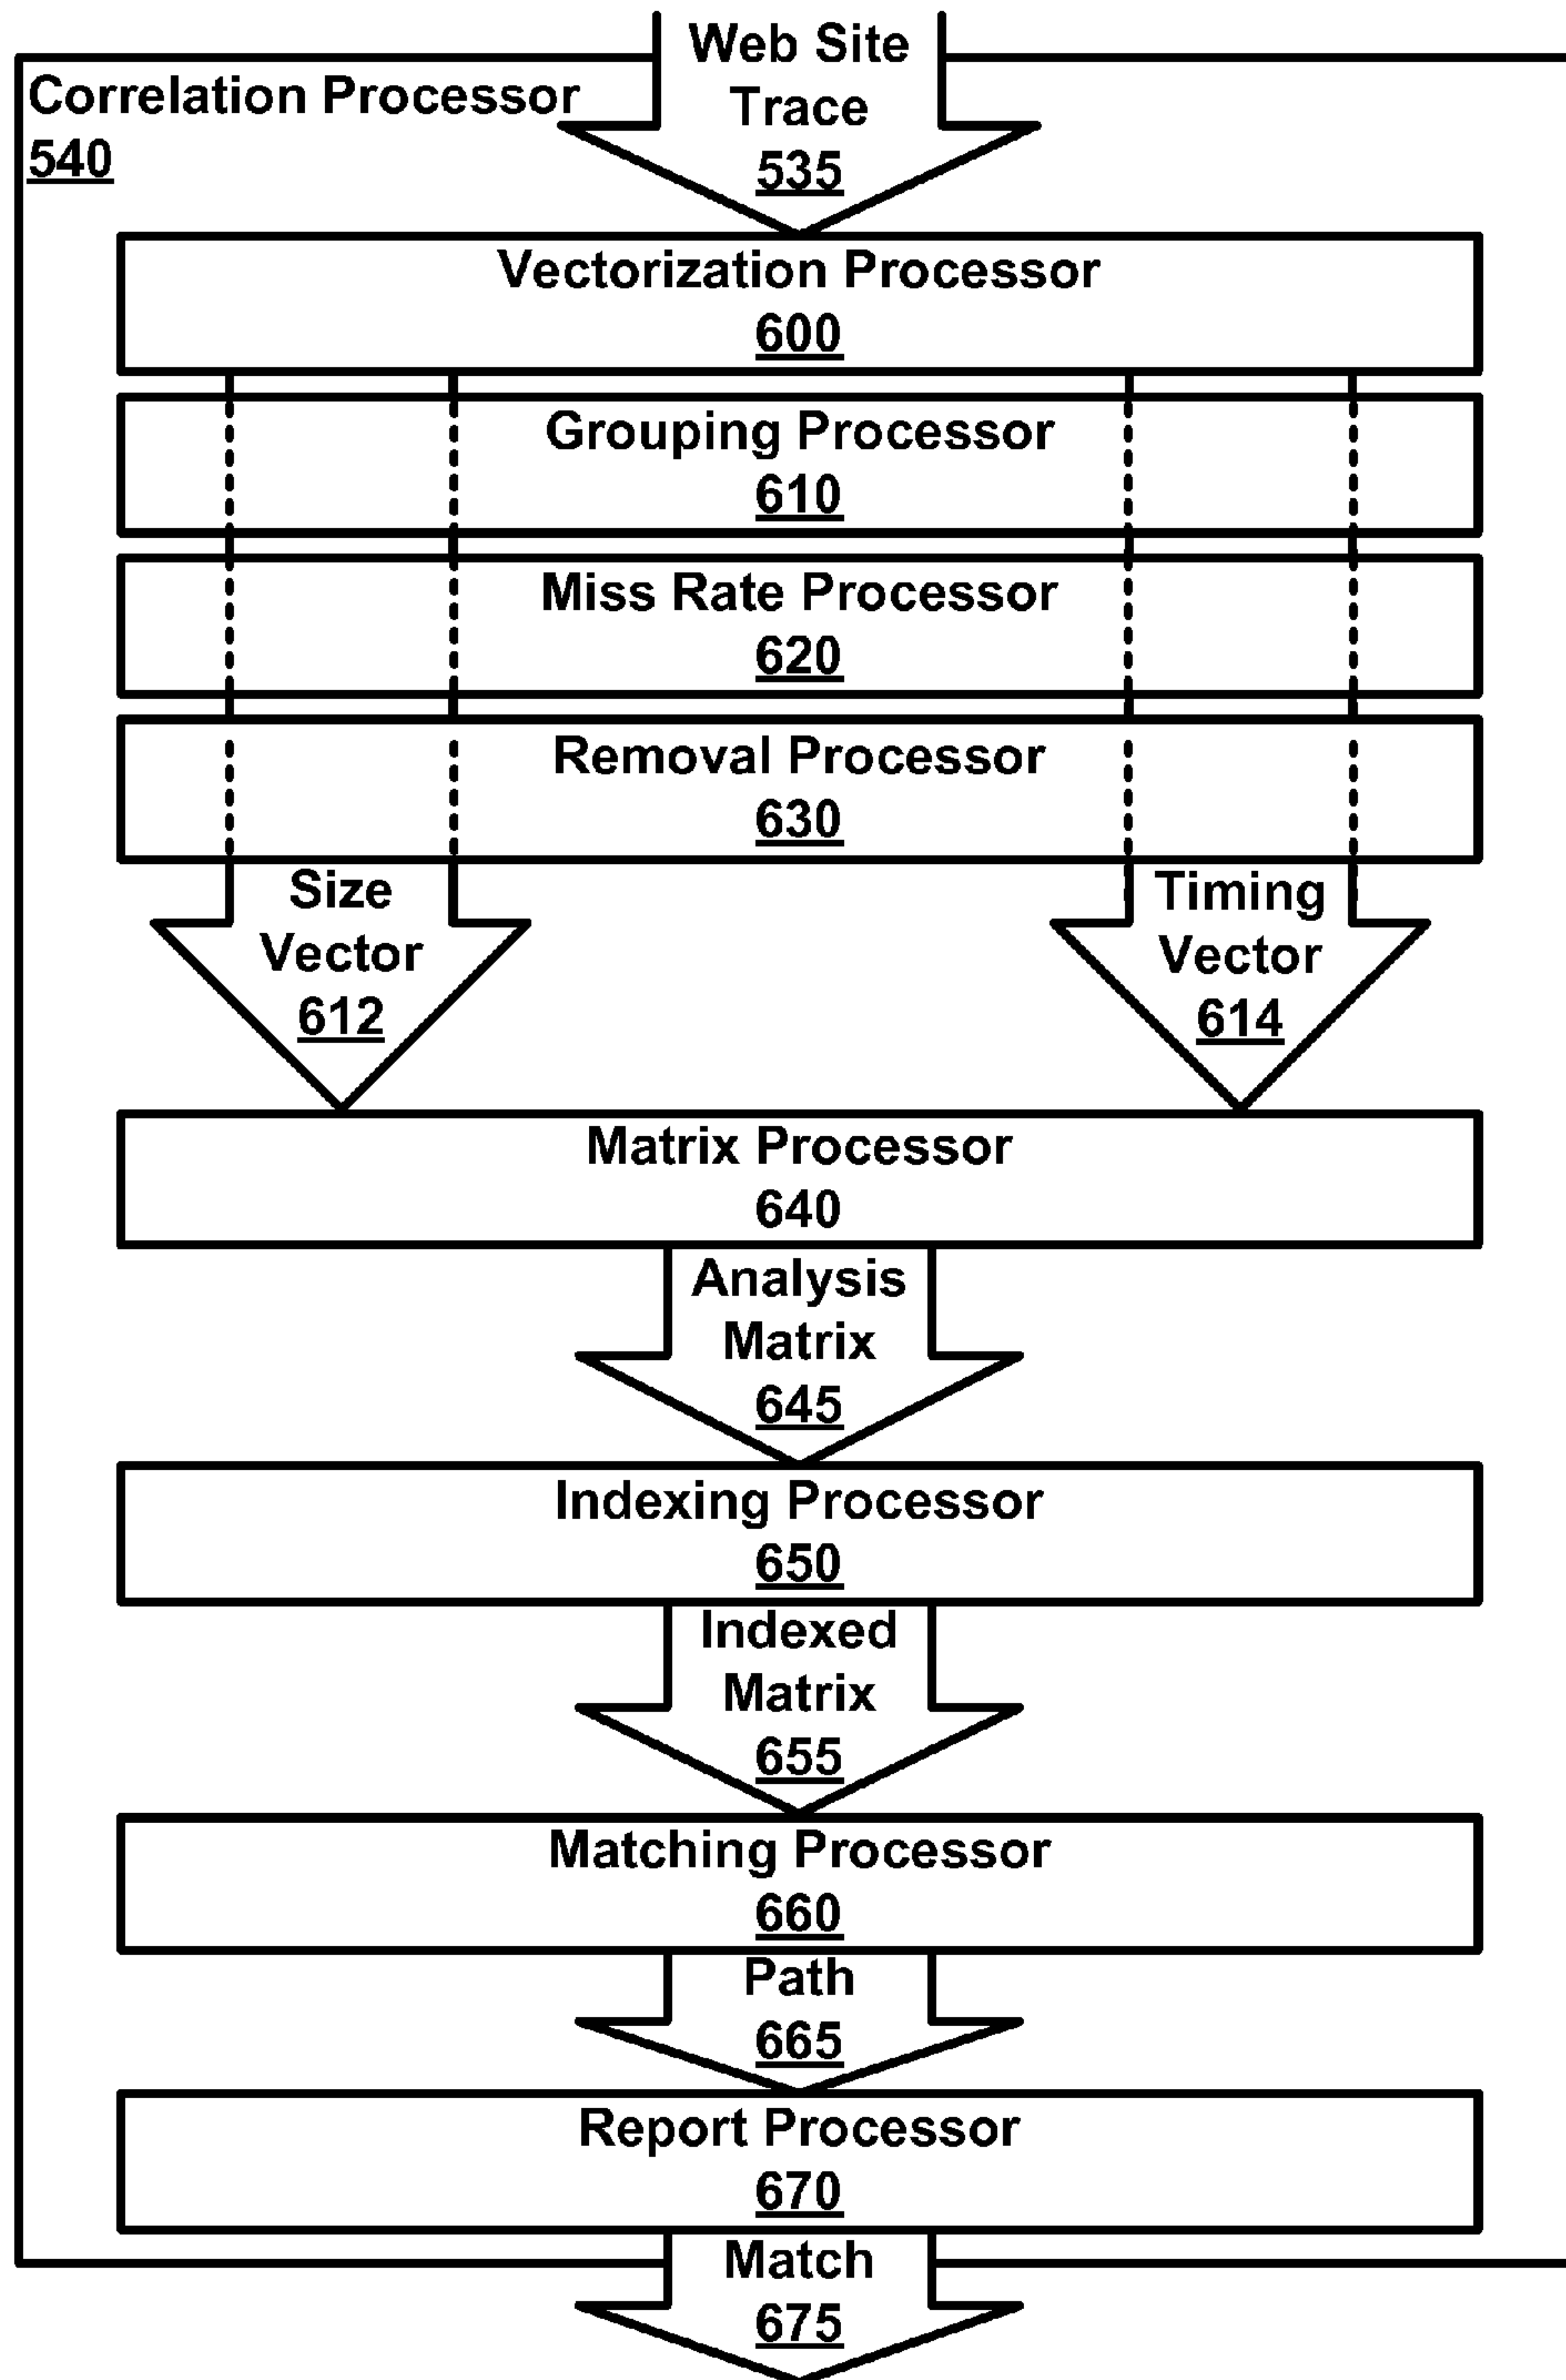 Web Site
Trace
535
Correlation Processor
540
Vectorization Processor
600
Grouping Processor
610
Miss Rate Processor
620
Removal Processor
630
Size
Vector
612
Timing
Vector
614
Matrix Processor
640
Analysis
Matrix
645
Indexing Processor
650
Indexed
Matrix
655
Matching Processor
660
Path
665
Report Processor
670
Match
675